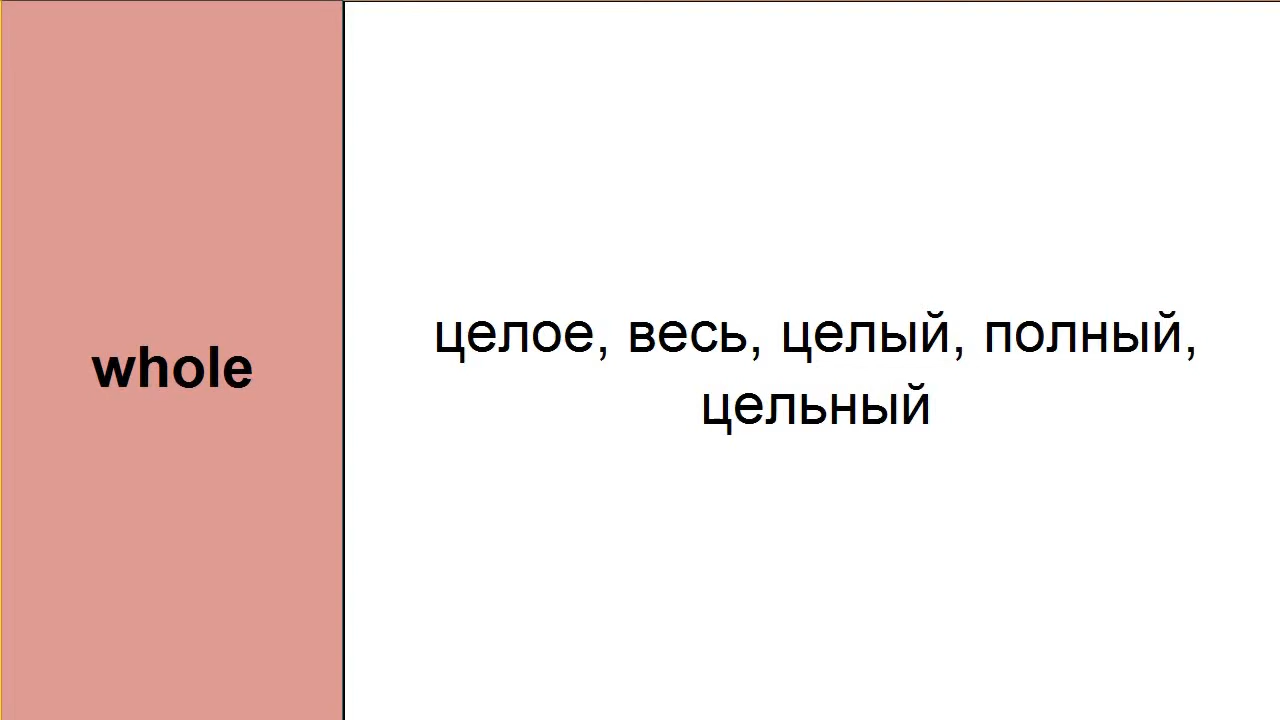 whole
целое, весь, целый, полный,
цельный